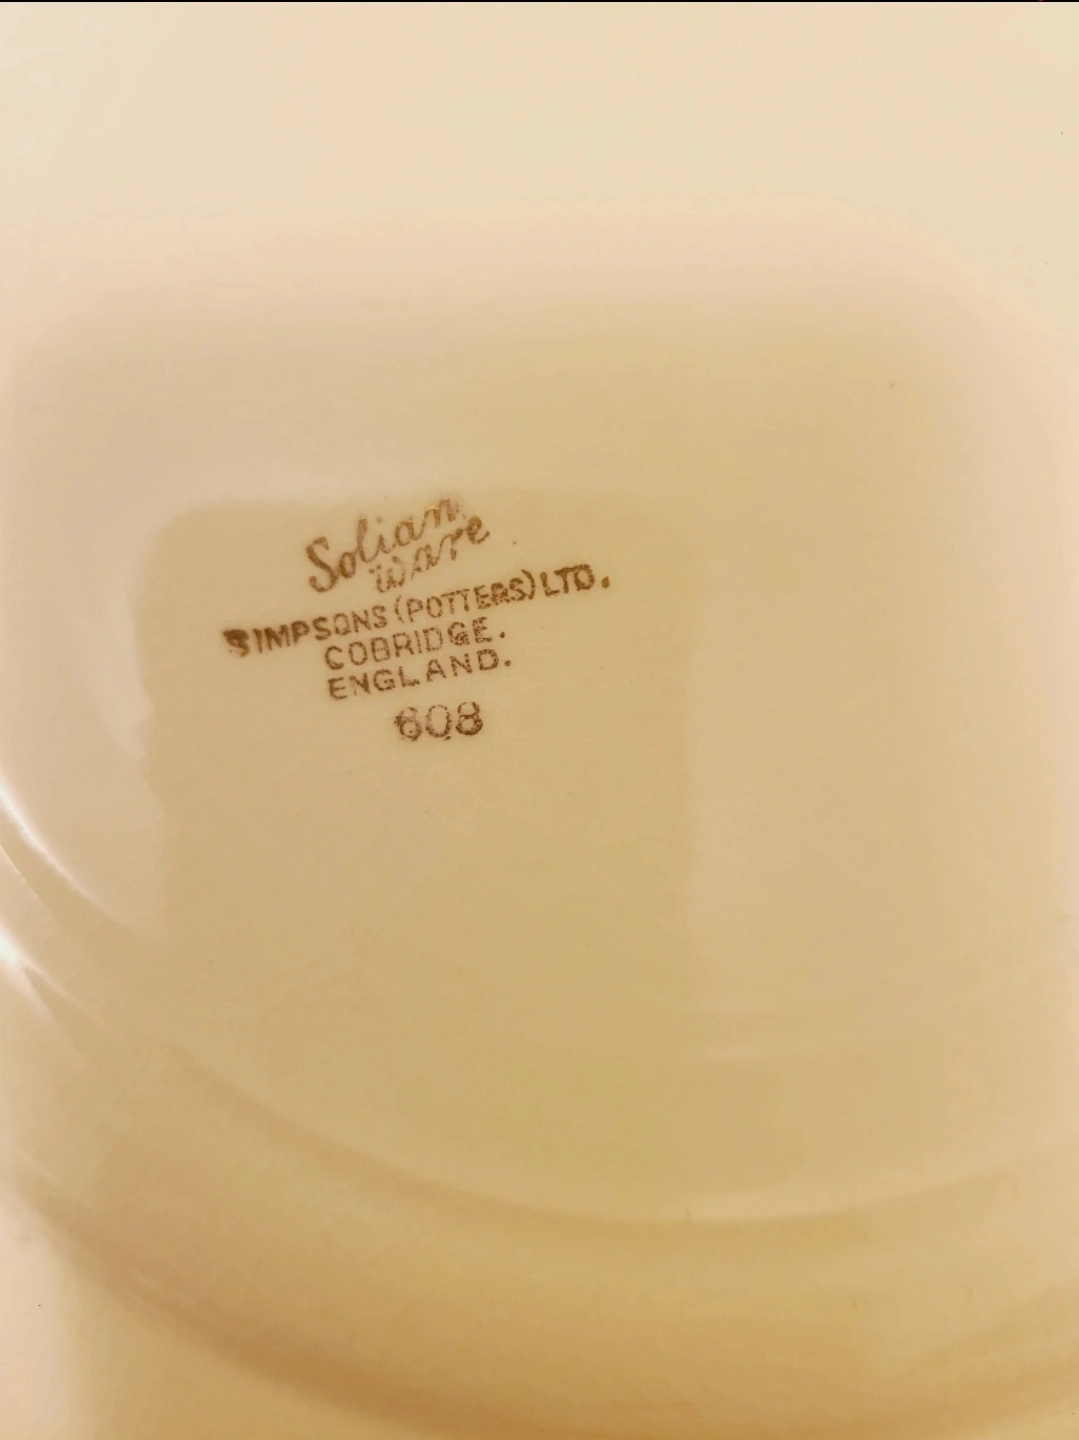 Solian
ware
SIMPSONS (POTTERS) LTD.
COBRIDGE.
ENGLAND.
608